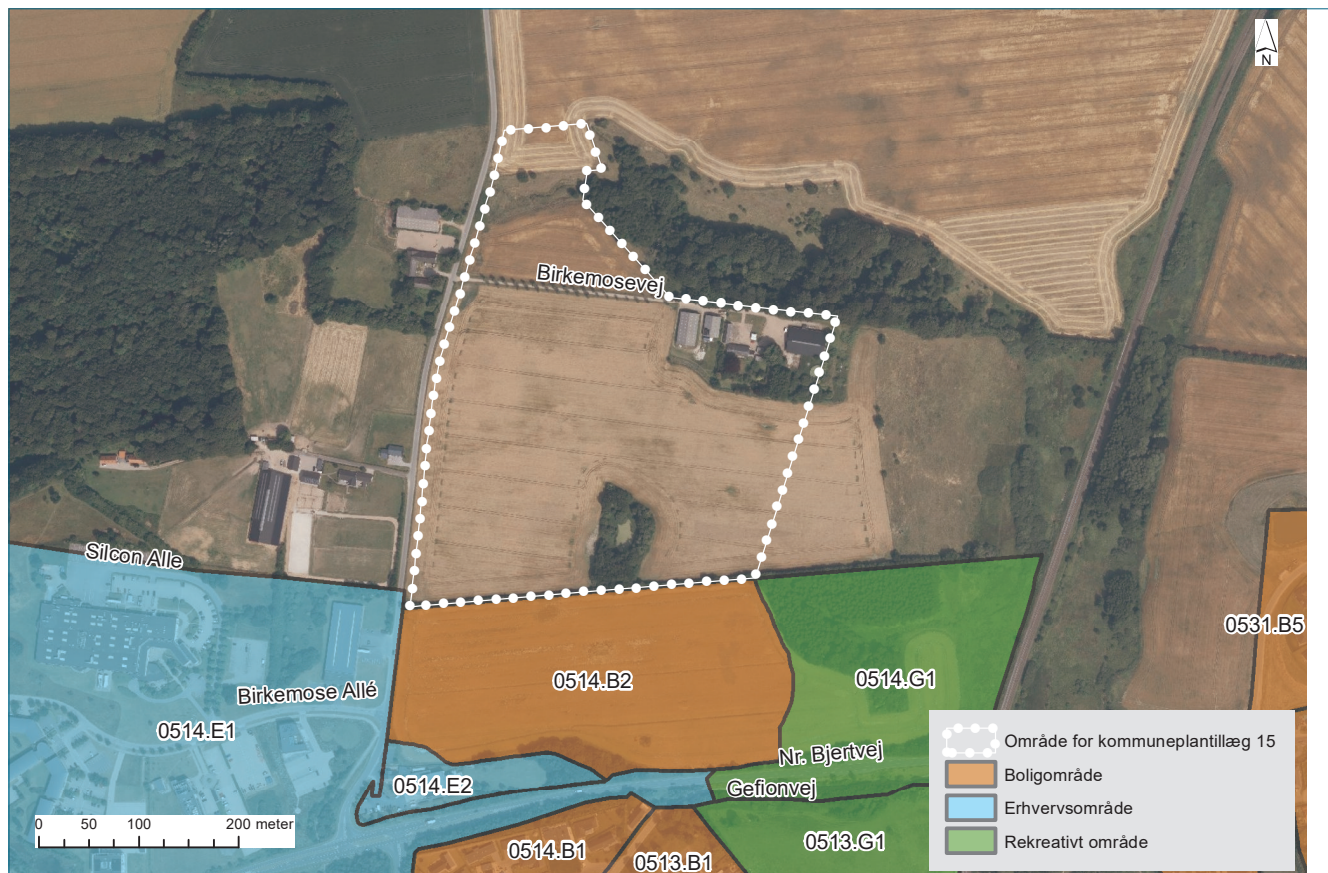 N
Birkemosevej
Silcon Alle
0531.B5
0514.B2
0514.G1
Birkemose Allé
0514.E1
Nr. Bjertvej
0514.E2
Gefionvej
0514.B1
0513.B1
0513.G1
0 50 100 200 meter
Område for kommuneplantillæg 15
Boligområde
Erhvervsområde
Rekreativt område